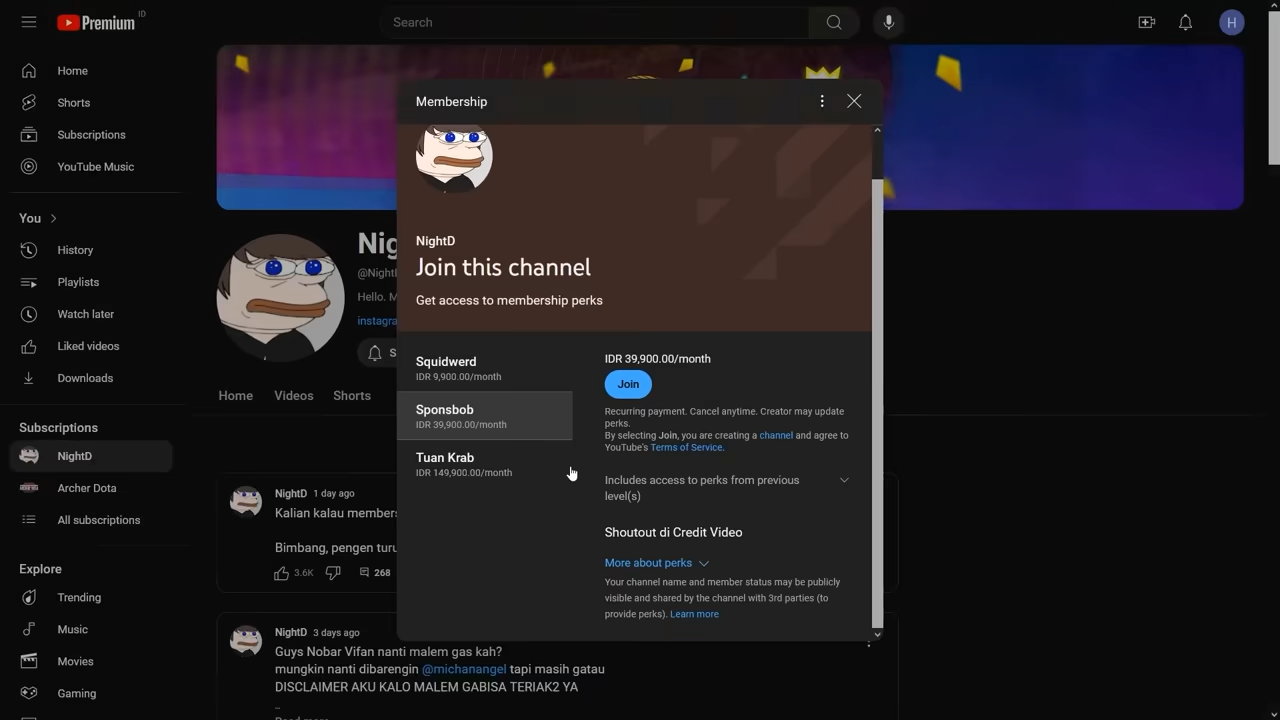 Premium ID
Search
H
Home
Shorts
Subscriptions
YouTube Music
You
History
Playlists
Watch later
Liked videos
Downloads
Subscriptions
NightD
Archer Dota
All subscriptions
Explore
Trending
Music
Movies
Gaming
Home Videos Shorts
NightD 1 day ago
Kalian kalau
Bimbang, pengen
3.6K 268
NightD 3 days ago
Guys Nobar Vifan nanti malem gas kah?
mungkin nanti dibarengin @michanangel tapi masih gatau
DISCLAIMER AKU KALO MALEM GABISA TERIAK2 YA
..
Membership
NightD
Join this channel
Get access to membership perks
Squidwerd
IDR 9,900.00/month
Sponsbob
IDR 39,900.00/month
Tuan Krab
IDR 149,900.00/month
IDR 39,900.00/month
Join
Recurring payment. Cancel anytime. Creator may update
perks.
By selecting Join, you are creating a channel and agree to
YouTube's Terms of Service.
Includes access to perks from previous
level(s)
Shoutout di Credit Video
More about perks
Your channel name and member status may be publicly
visible and shared by the channel with 3rd parties (to
provide perks). Learn more